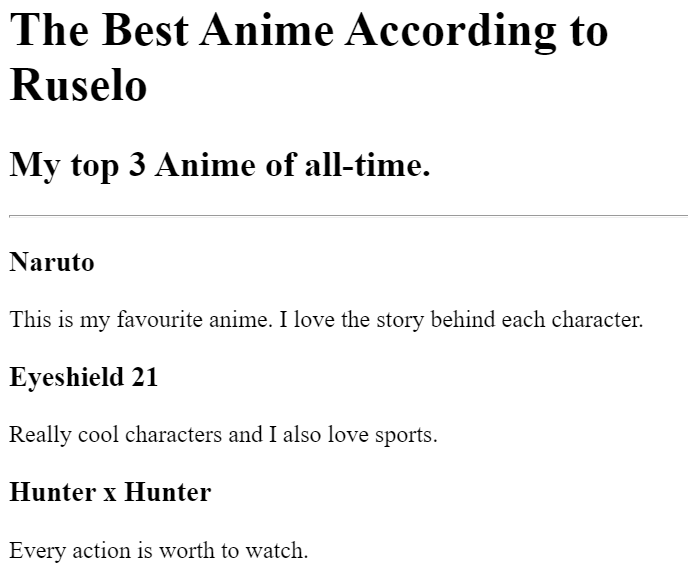 The Best Anime According to
Ruselo
My top 3 Anime of all-time.
Naruto
This is my favourite anime. I love the story behind each character.
Eyeshield 21
Really cool characters and I also love sports.
Hunter x Hunter
Every action is worth to watch.